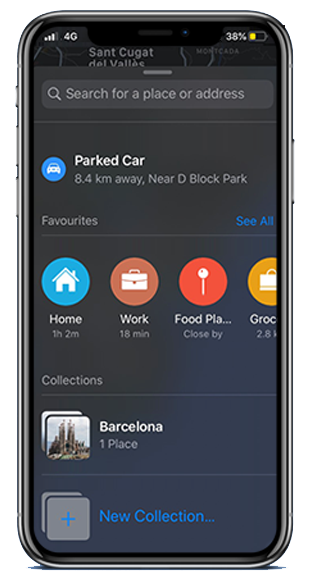 4G 38%
Sant Cugat
del Vallès
MONTCADA
Search for a place or address
Parked Car
8.4 km away, Near D Block Park
Favourites See All
Home Work Food Pla... Groc
1h 2m 18 min Close by 2.8 k
Collections
Barcelona
1 Place
New Collection...